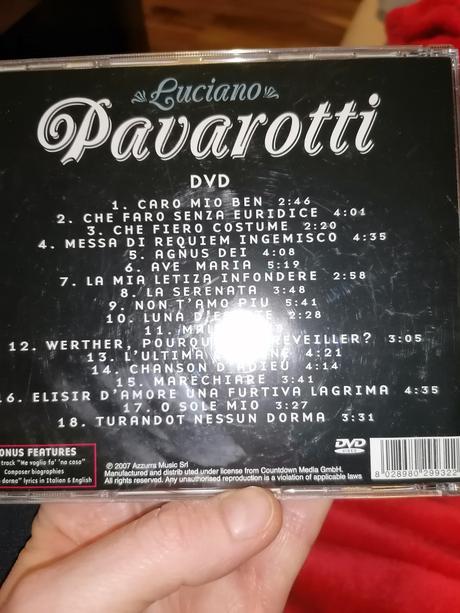 Luciano
Pavarotti
DVD
1. CARO MIO BEN 2:46
2. CHE FARO SENZA EURIDICE 4:01
3. CHE FIERO COSTUME 2:20
4. MESSA DI REQUIEM INGEMISCO 4:35
5. AGNUS DEI 4:08
6. AVE MARIA 5:19
7. LA MIA LETIZA INFONDERE 2:58
8. LA SERENATA 3:48
9. NON T'AMO PIU 5:41
10. LUNA 2:28
11.
12. WERTHER, REVEILLER? 3:05
13. L'ULTIMA 4:21
14. CHANSON D'ADIEU 4:14
15. MARECHIARE 3:41
16. ELISIR D'AMORE UNA FURTIVA LAGRIMA 4:35
17. O SOLE MIO 3:27
18. TURANDOT NESSUN DORMA 3:31
BONUS FEATURES
track "Me voglio fa' 'na casa"
Composer biographies
dorma" lyrics in Italian & English
℗ 2007 Azzurra Music Srl
Manufactured and distributed under license from Countdown Media GmbH.
All rights reserved. Any unauthorised reproduction is a violation of applicable laws
DVD
VIDEO
8 028980 299322